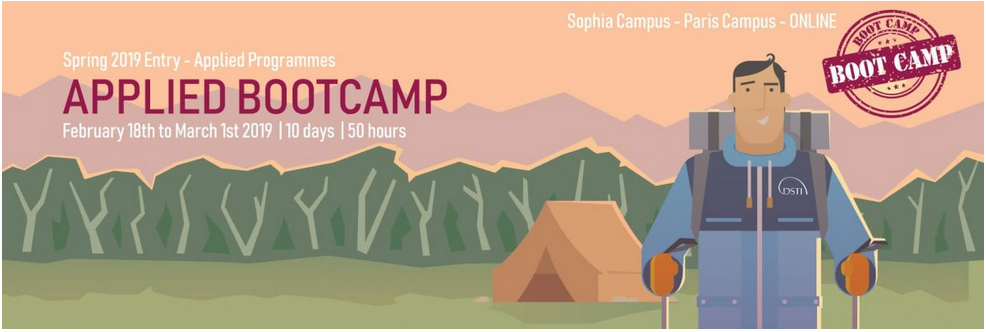 Sophia Campus - Paris Campus - ONLINE
BOOT CAMP
BOOT CAMP
Spring 2019 Entry - Applied Programmes
APPLIED BOOTCAMP
February 18th to March 1st 2019 | 10 days | 50 hours
DSTI